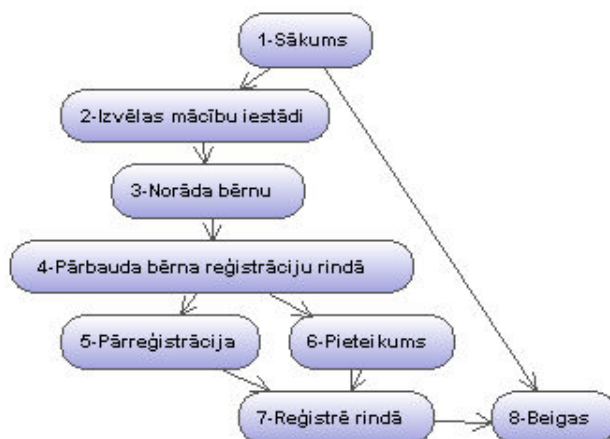 1-Sākums
2-Izvēlas mācību iestādi
3-Norāda bērnu
4-Pārbauda bērna reģistrāciju rindā
5-Pārreģistrācija
6-Pieteikums
7-Reģistrē rindā
8-Beigas